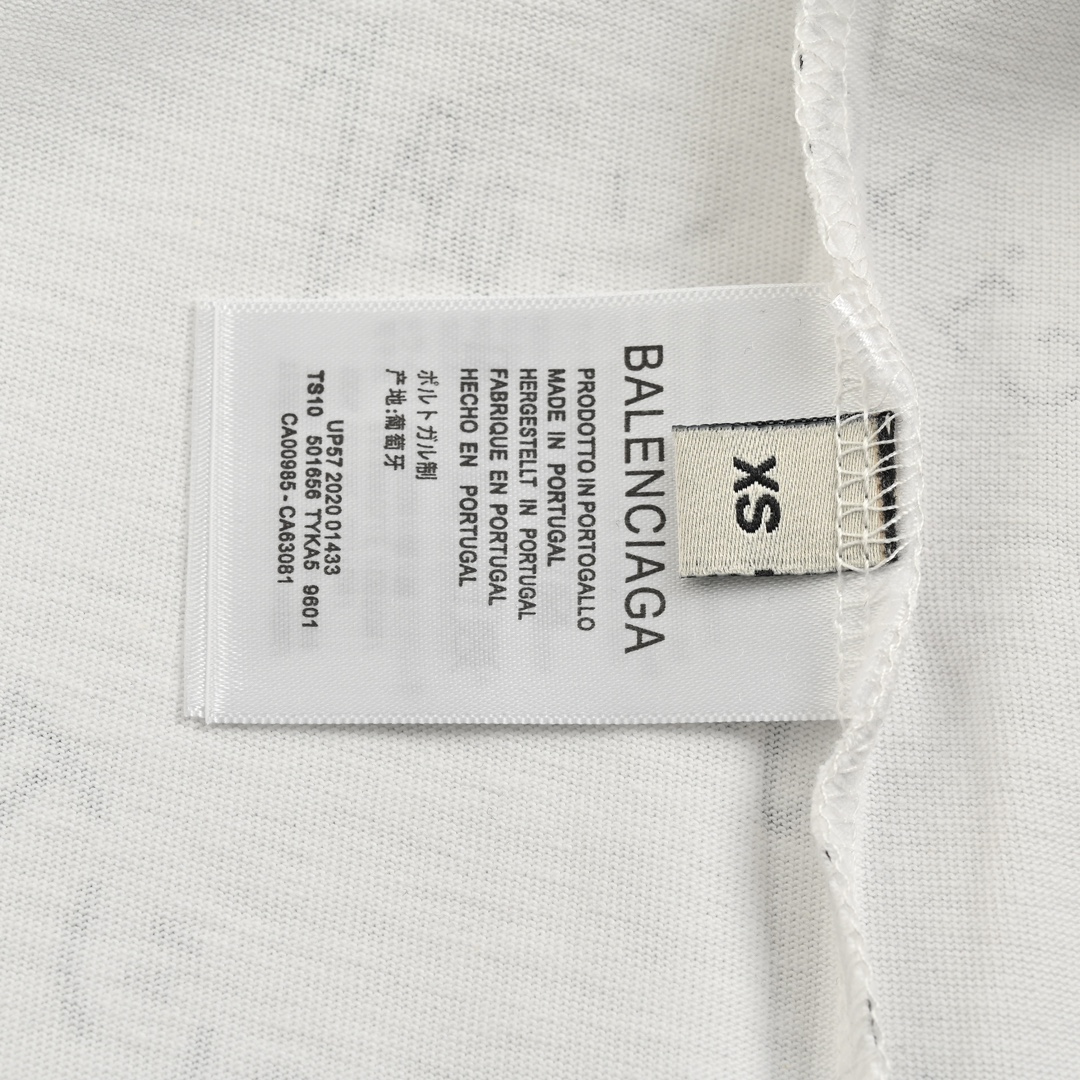 XS
BALENCIAGA
PRODOTTO IN PORTOGALLO
MADE IN PORTUGAL
HERGESTELLT IN PORTUGAL
FABRIQUE EN PORTUGAL
HECHO EN PORTUGAL
ポルトガル制
产地:葡萄牙
UP57 2020 01433
TS10 501656 TYKA5 9601
CA00985 - CA63081